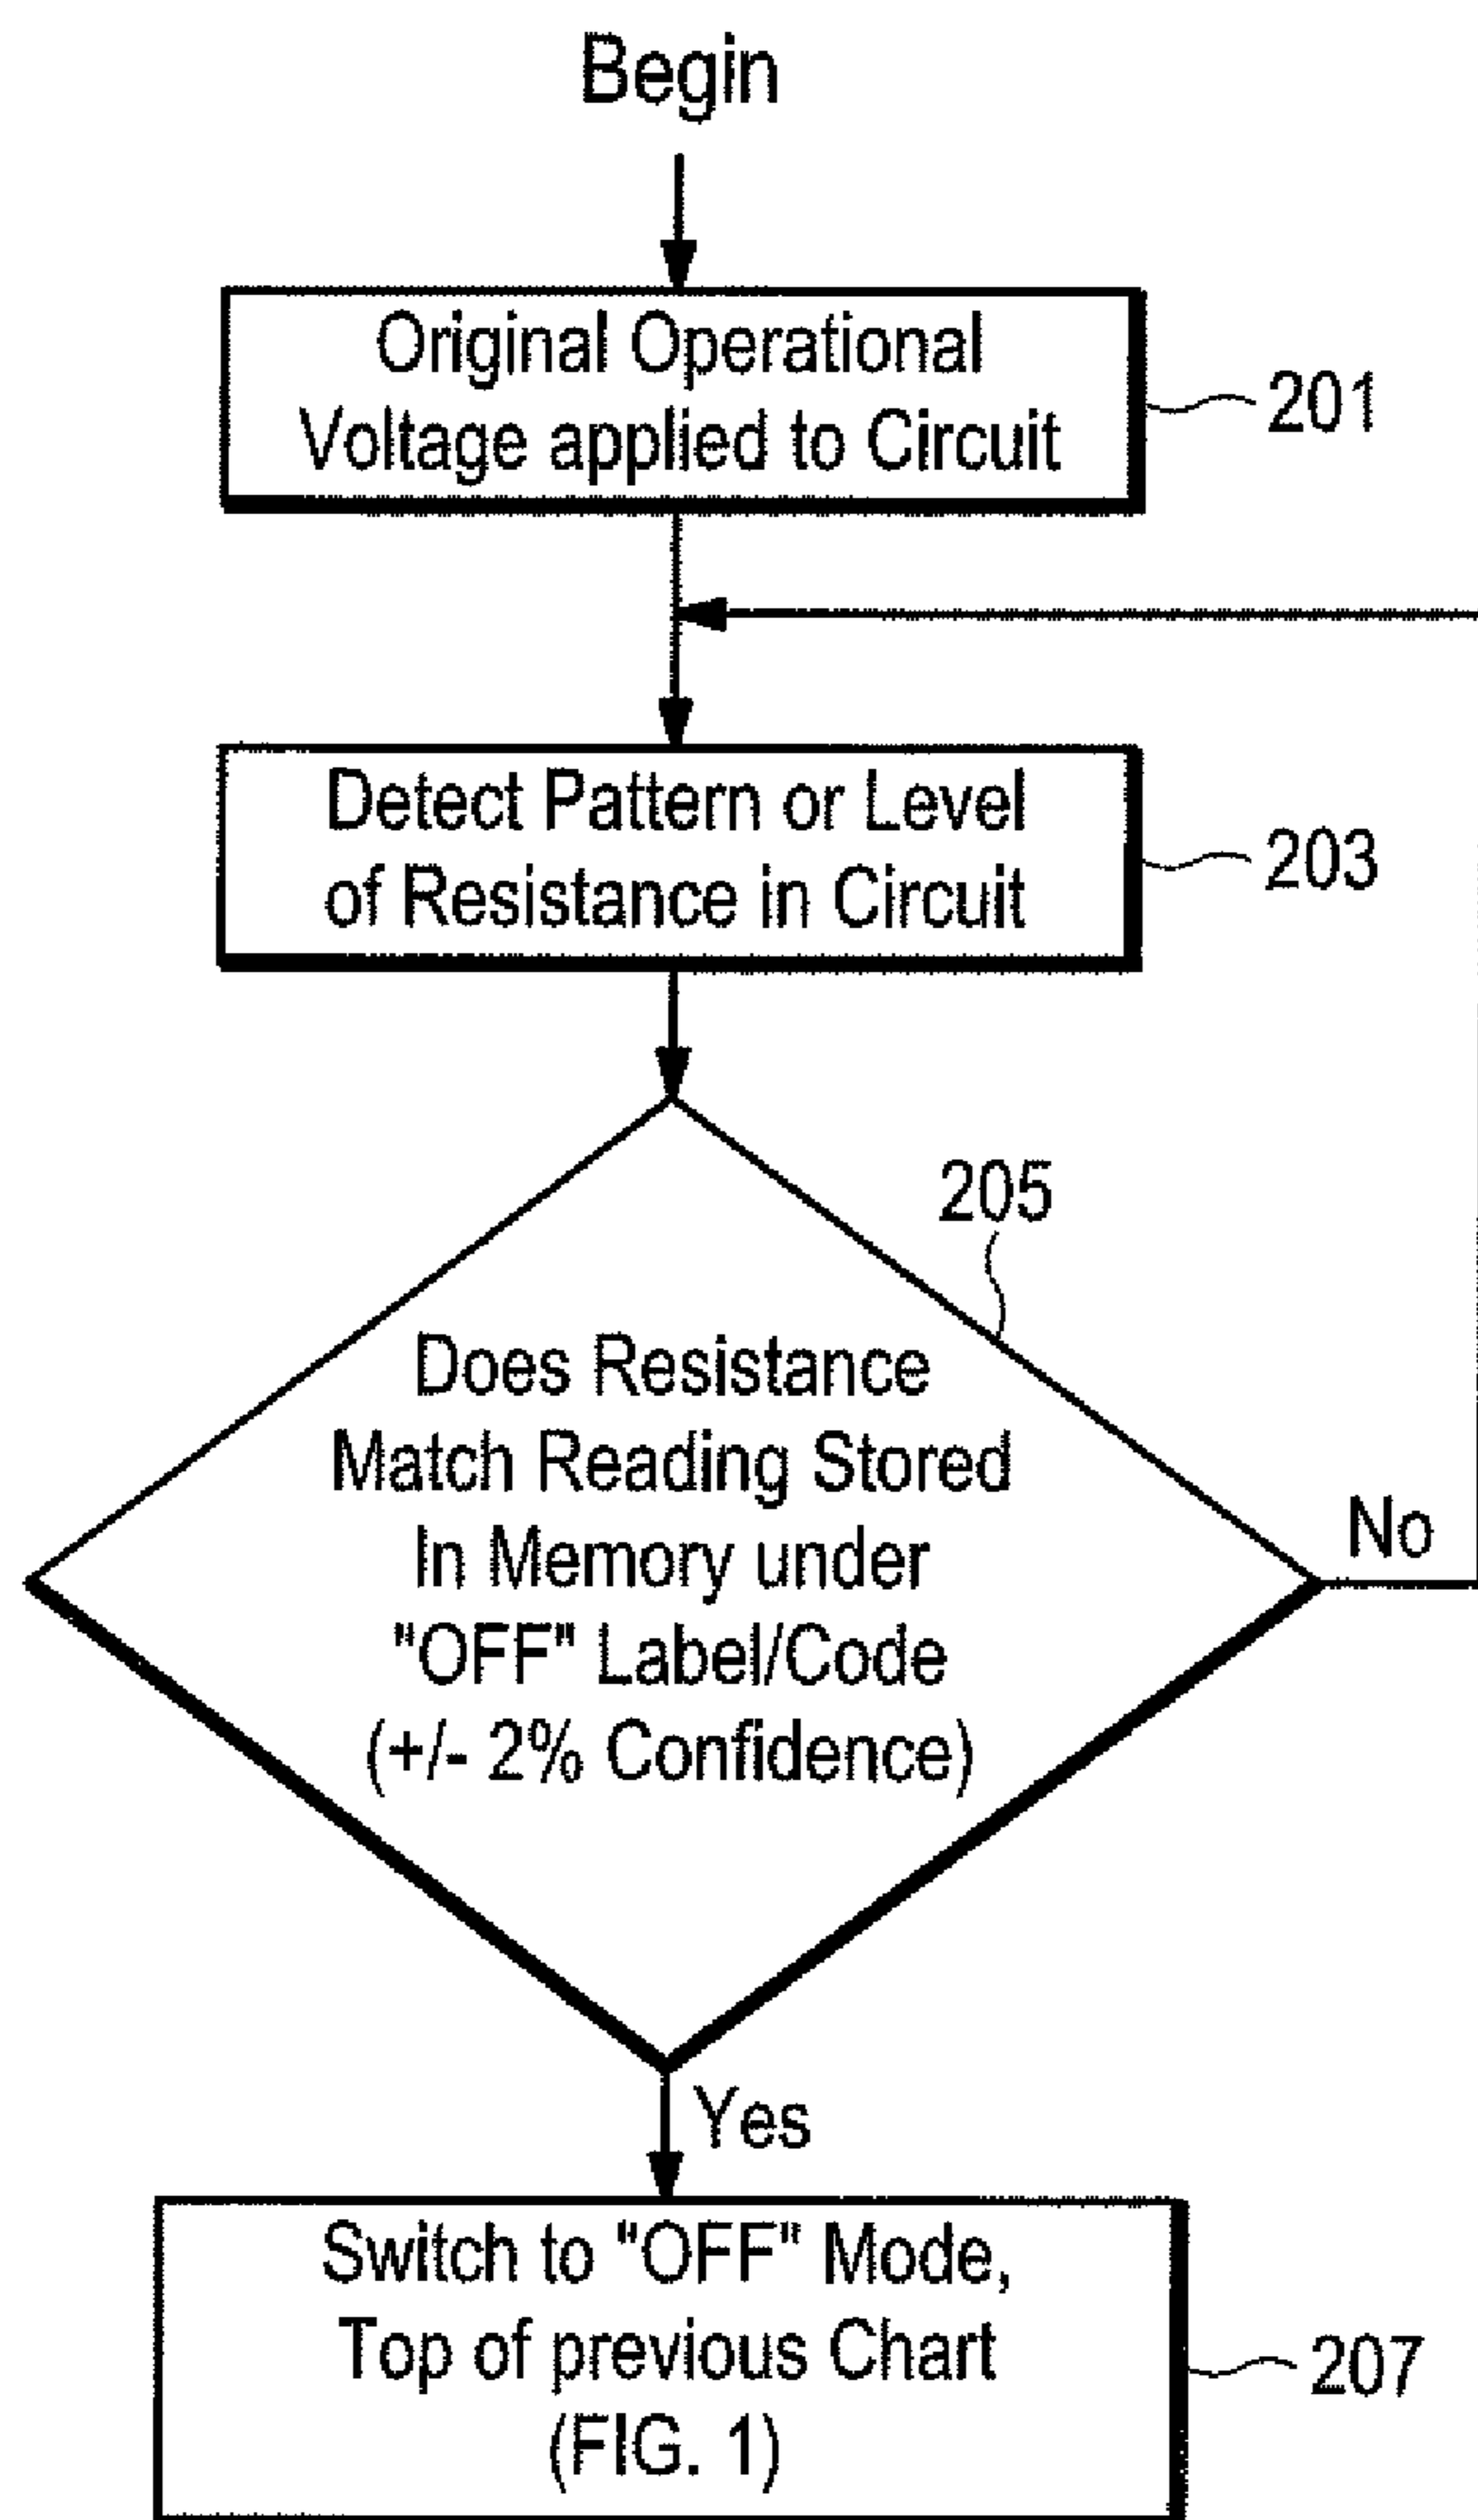 Begin
Original Operational
Voltage applied to Circuit
201
Detect Pattern or Level
of Resistance in Circuit
203
205
Does Resistance
Match Reading Stored
In Memory under
"OFF" Label/Code
(+/- 2% Confidence)
No
Yes
Switch to "OFF" Mode,
Top of previous Chart
(FIG. 1)
207